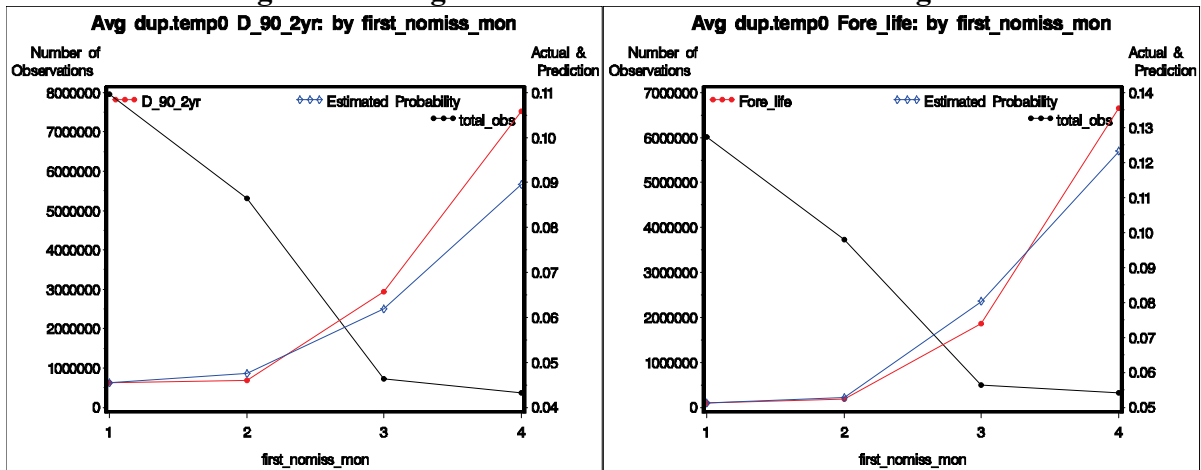 Avg dup.temp0 D_90_2yr: by first_nomiss_mon
Number of
Observations
Actual &
Prediction
D_90_2yr
Estimated Probability
total_obs
8000000
7000000
6000000
5000000
4000000
3000000
2000000
1000000
0
0.11
0.10
0.09
0.08
0.07
0.06
0.05
0.04
1
2
3
4
first_nomiss_mon
Avg dup.temp0 Fore_life: by first_nomiss_mon
Number of
Observations
Actual &
Prediction
Fore_life
Estimated Probability
total_obs
7000000
6000000
5000000
4000000
3000000
2000000
1000000
0
0.14
0.13
0.12
0.11
0.10
0.09
0.08
0.07
0.06
0.05
1
2
3
4
first_nomiss_mon